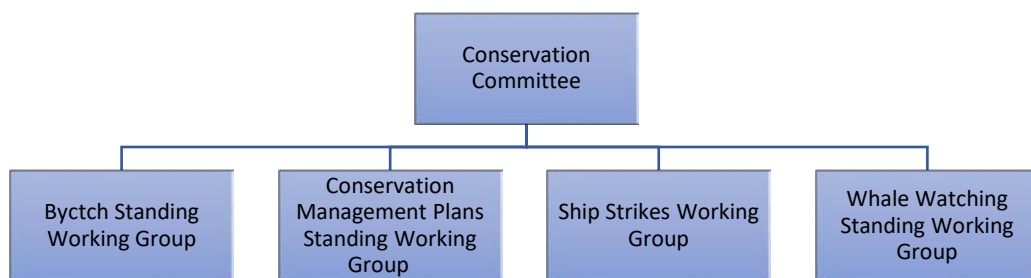 Conservation
Committee
Byctch Standing
Working Group
Conservation
Management Plans
Standing Working
Group
Ship Strikes Working
Group
Whale Watching
Standing Working
Group